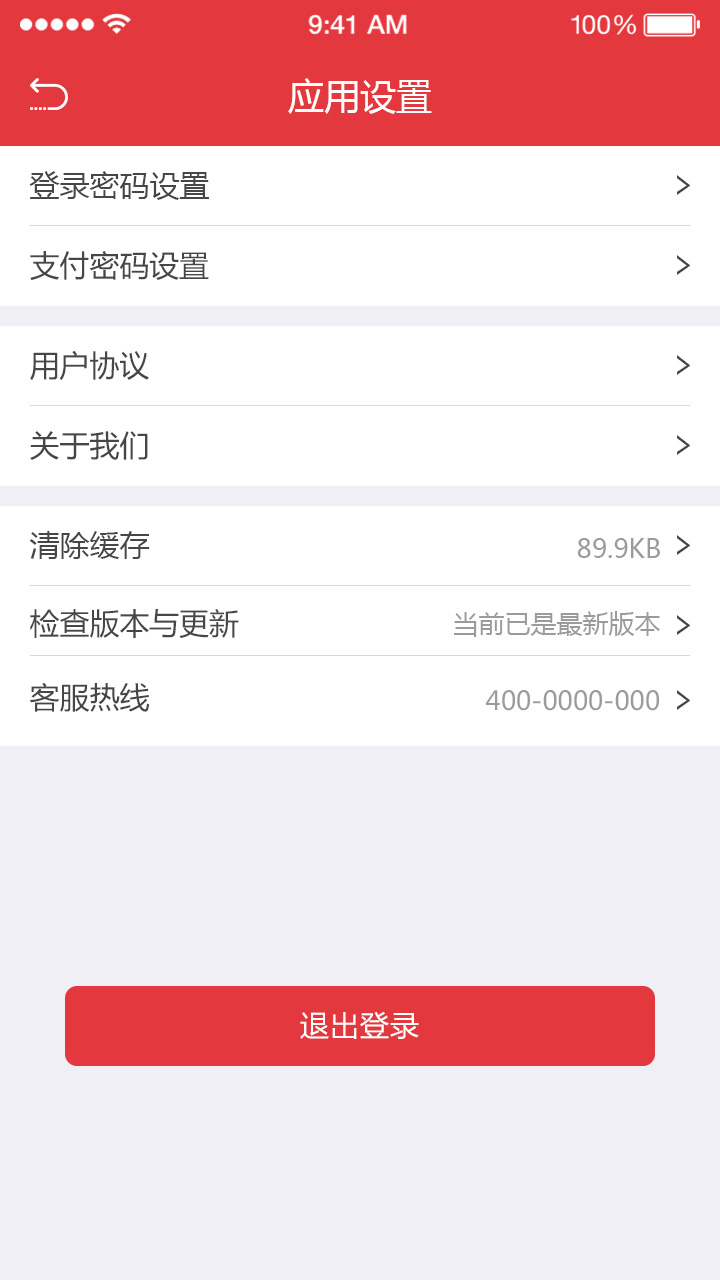 9:41 AM 100%
应用设置
登录密码设置
支付密码设置
用户协议
关于我们
清除缓存 89.9KB
检查版本与更新 当前已是最新版本
客服热线 400-0000-000
退出登录